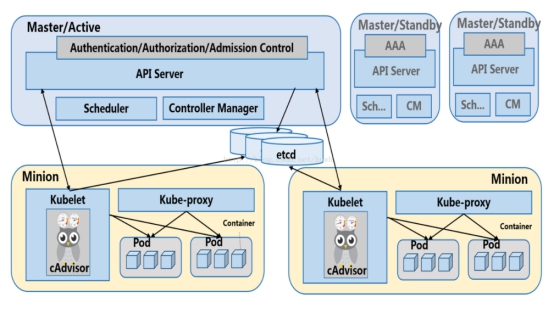 Master/Active
Authentication/Authorization/Admission Control
API Server
Scheduler
Controller Manager
Master/Standby
AAA
API Server
Sch...
CM
Master/Standby
AAA
API Server
Sch...
CM
etcd
Minion
Kubelet
cAdvisor
Kube-proxy
Container
Pod
Pod
Minion
Kubelet
cAdvisor
Kube-proxy
Container
Pod
Pod